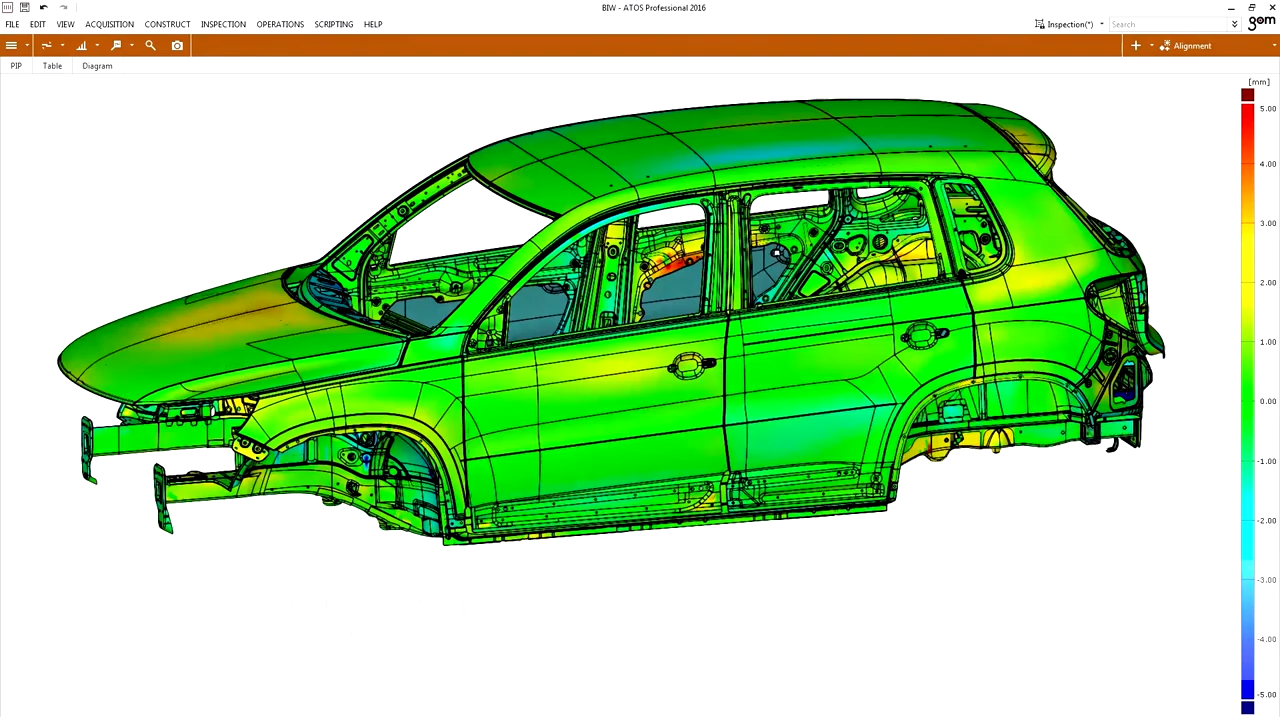 BIW - ATOS Professional 2016
FILE EDIT VIEW ACQUISITION CONSTRUCT INSPECTION OPERATIONS SCRIPTING HELP
Inspection(*) Search gom
Alignment
PIP Table Diagram
[mm]
5.00
4.00
3.00
2.00
1.00
0.00
-1.00
-2.00
-3.00
-4.00
-5.00